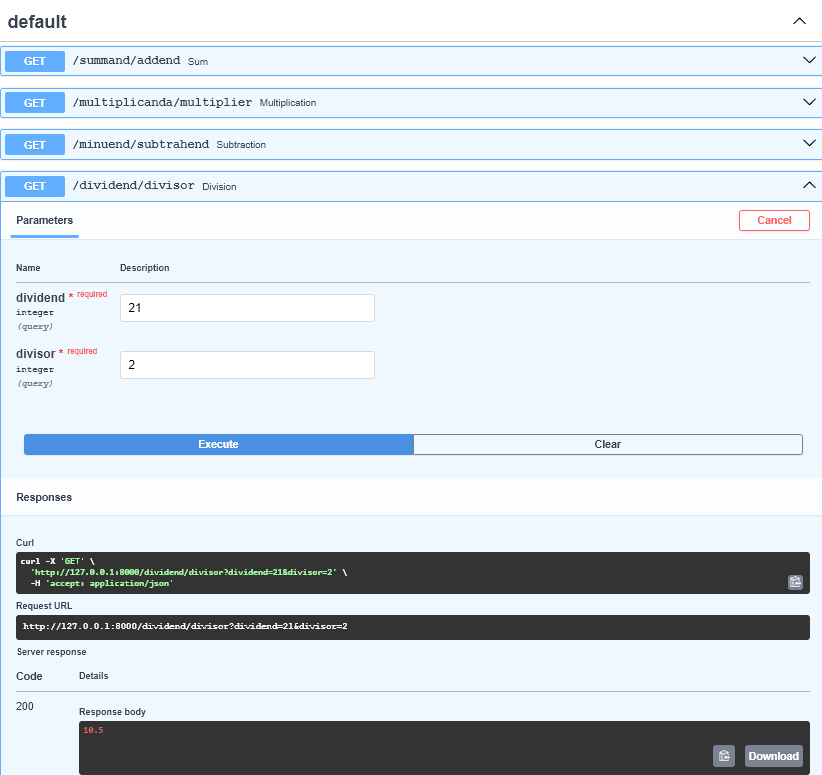 default
GET /summand/addend Sum
GET /multiplicanda/multiplier Multiplication
GET /minuend/subtrahend Subtraction
GET /dividend/divisor Division
Parameters Cancel
Name Description
dividend * required
integer
(query)
21
divisor * required
integer
(query)
2
Execute Clear
Responses
Curl
curl -X 'GET' \
'http://127.0.0.1:8000/dividend/divisor?dividend=21&divisor=2' \
-H 'accept: application/json'
Request URL
http://127.0.0.1:8000/dividend/divisor?dividend=21&divisor=2
Server response
Code Details
200
Response body
10.5
Download